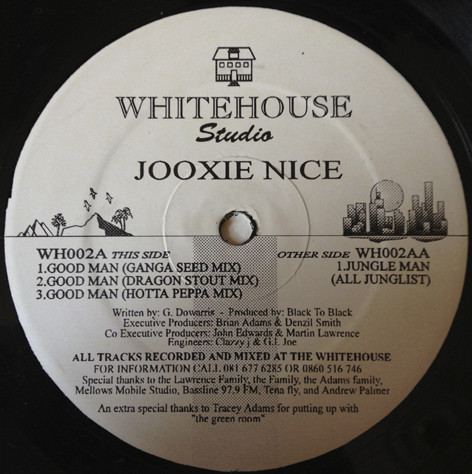 WHITEHOUSE
Studio
JOOXIE NICE
WH002A THIS SIDE
1.GOOD MAN (GANGA SEED MIX)
2.GOOD MAN (DRAGON STOUT MIX)
3.GOOD MAN (HOTTA PEPPA MIX)
OTHER SIDE WH002AA
1.JUNGLE MAN
(ALL JUNGLIST)
Written by: G. Dowarris - Produced by: Black To Black
Executive Producers: Brian Adams & Denzil Smith
Co Executive Producers: John Edwards & Martin Lawrence
Engineers: Clazzy j & G.I. Joe
ALL TRACKS RECORDED AND MIXED AT THE WHITEHOUSE
FOR INFORMATION CALL 081 677 6285 OR 0860 516 746
Special thanks to the Lawrence Family, the Family, the Adams family,
Mellows Mobile Studio, Bassline 97.9 FM, Tena fly, and Andrew Palmer
An extra special thanks to Tracey Adams for putting up with
"the green room"